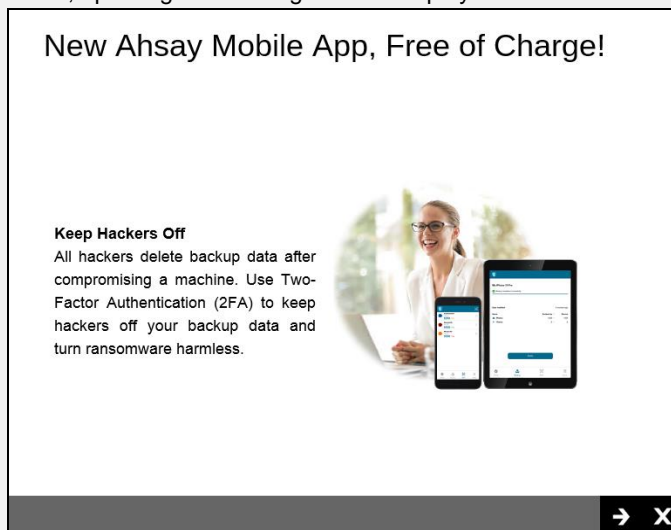 New Ahsay Mobile App, Free of Charge!
Keep Hackers Off
All hackers delete backup data after
compromising a machine. Use Two-
Factor Authentication (2FA) to keep
hackers off your backup data and
turn ransomware harmless.
X